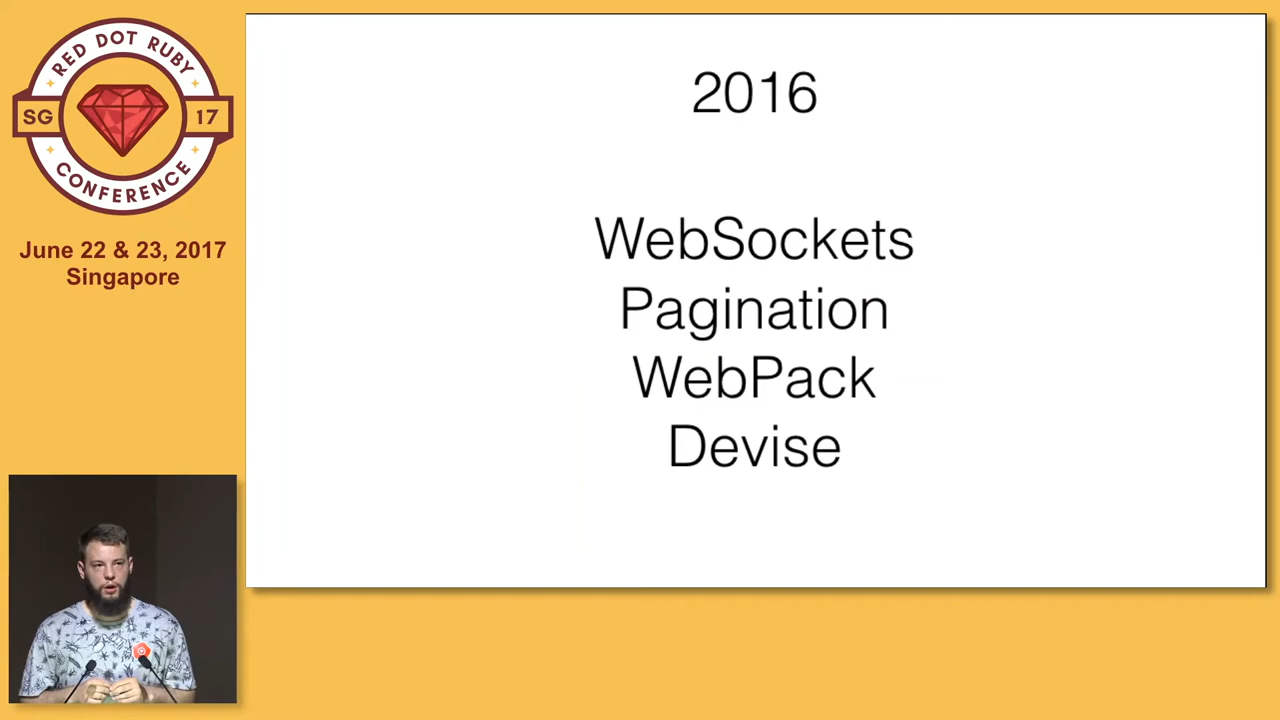 RED DOT RUBY
SG 17
CONFERENCE
June 22 & 23, 2017
Singapore
2016
WebSockets
Pagination
WebPack
Devise